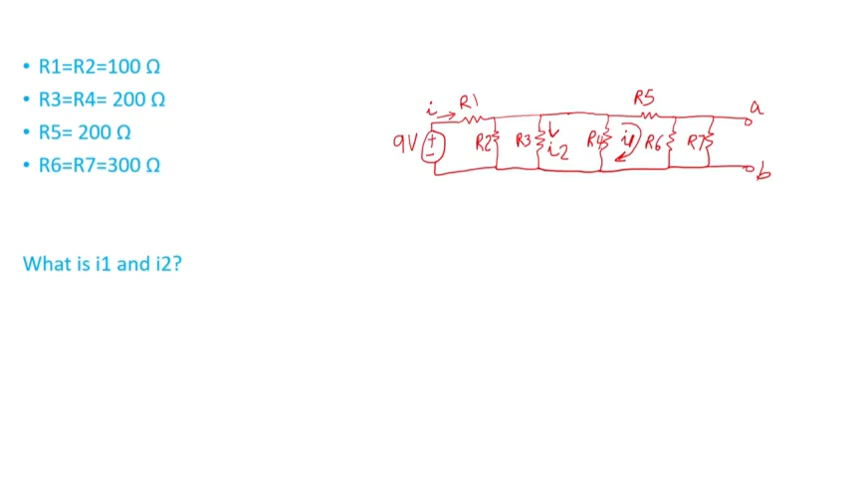 • R1=R2=100 Ω
• R3=R4= 200 Ω
• R5= 200 Ω
• R6=R7=300 Ω
What is i1 and i2?
i R1 R5 a
9V + − R2 R3 i2 R4 i1 R6 R7
b